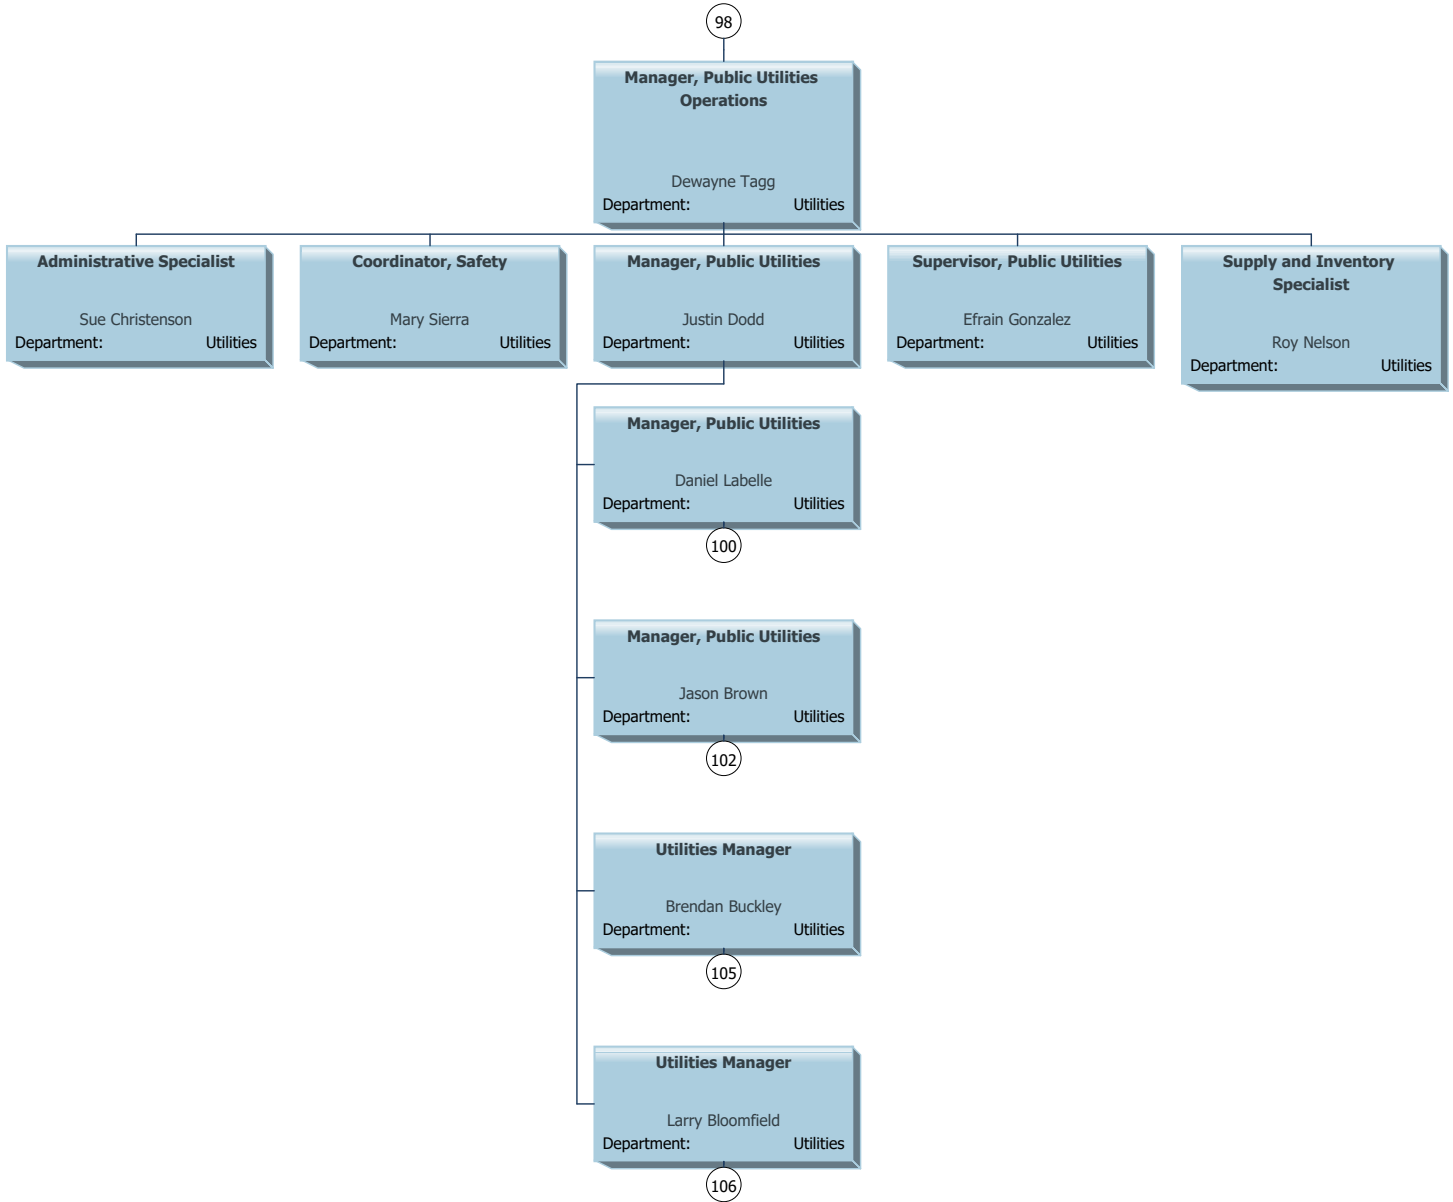 98
Manager, Public Utilities
Operations
Dewayne Tagg
Department: Utilities
Administrative Specialist
Sue Christenson
Department: Utilities
Coordinator, Safety
Mary Sierra
Department: Utilities
Manager, Public Utilities
Justin Dodd
Department: Utilities
Supervisor, Public Utilities
Efrain Gonzalez
Department: Utilities
Supply and Inventory
Specialist
Roy Nelson
Department: Utilities
Manager, Public Utilities
Daniel Labelle
Department: Utilities
100
Manager, Public Utilities
Jason Brown
Department: Utilities
102
Utilities Manager
Brendan Buckley
Department: Utilities
105
Utilities Manager
Larry Bloomfield
Department: Utilities
106